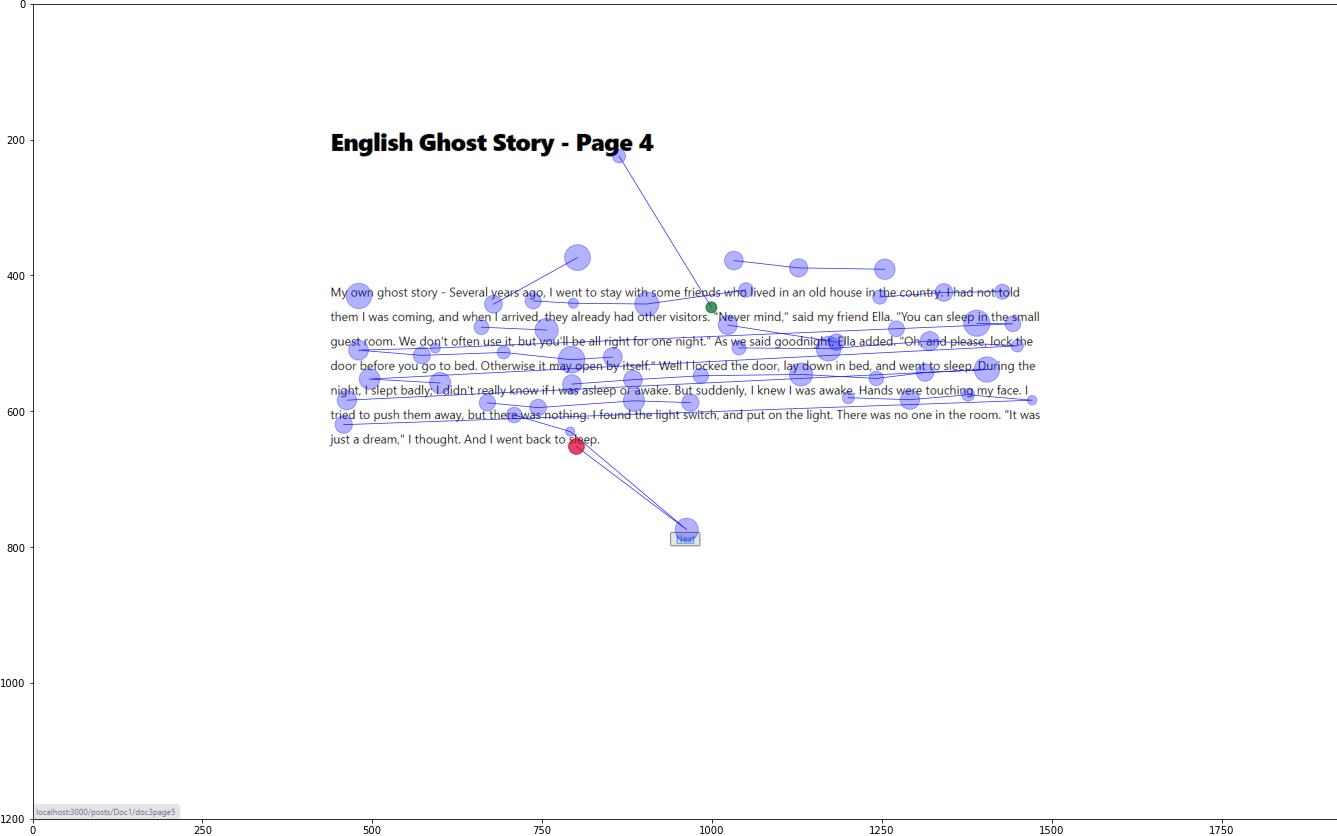 0
200
English Ghost Story - Page 4
400
My own ghost story - Several years ago, I went to stay with some friends who lived in an old house in the country. I had not told
them I was coming, and when I arrived, they already had other visitors. "Never mind," said my friend Ella. "You can sleep in the small
guest room. We don't often use it, but you'll be all right for one night." As we said goodnight, Ella added. "Oh, and please, lock the
door before you go to bed. Otherwise it may open by itself." Well I locked the door, lay down in bed, and went to sleep. During the
night, I slept badly; I didn't really know if I was asleep or awake. But suddenly, I knew I was awake. Hands were touching my face. I
600
tried to push them away, but there was nothing. I found the light switch, and put on the light. There was no one in the room. "It was
just a dream," I thought. And I went back to sleep.
Next
800
1000
localhost:3000/posts/Doc1/doc3page5
1200
0 250 500 750 1000 1250 1500 1750